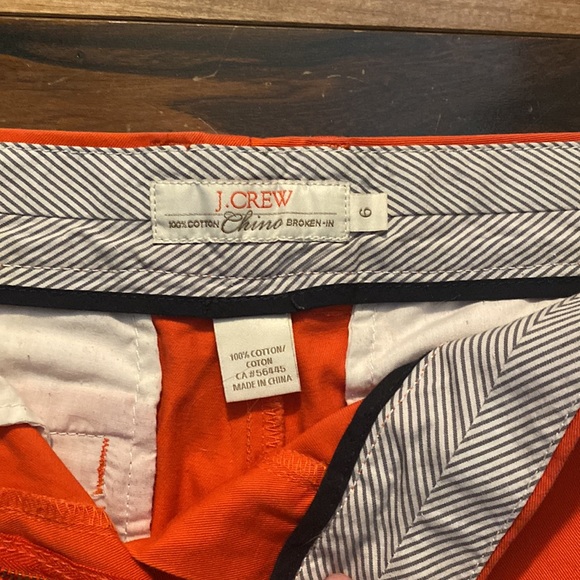 J.CREW
100% COTTON Chino BROKEN-IN
6
100% COTTON/
COTON
CA #56445
MADE IN CHINA